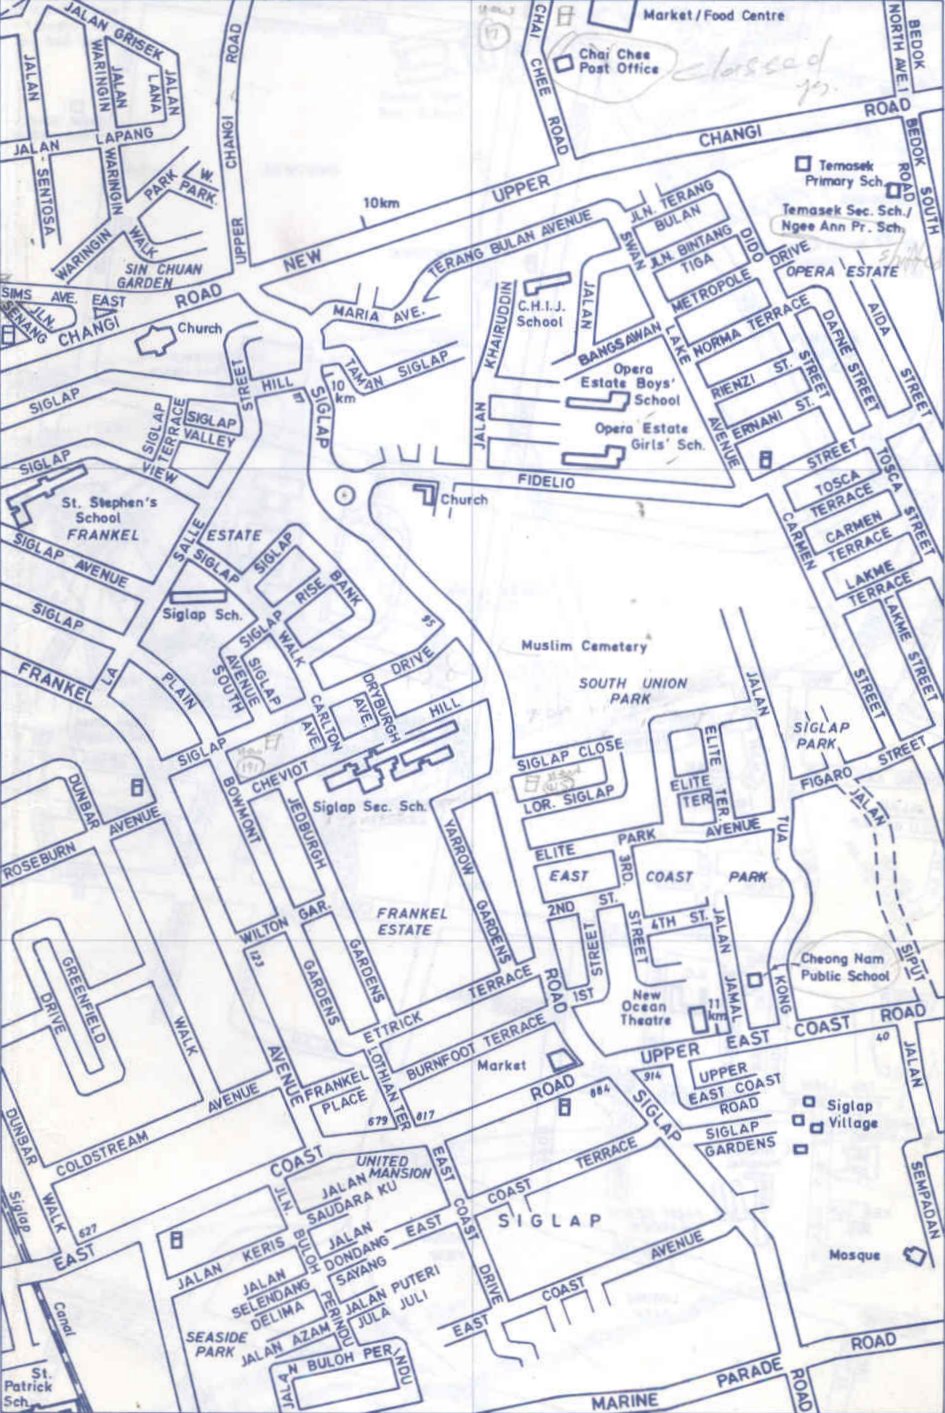 JALAN GRISEK
JALAN
WARINGIN
JALAN
LANA
JALAN
JALAN LAPANG
SENTOSA
WARINGIN
PARK
W. PARK.
WARINGIN WALK
SIN CHUAN
GARDEN
UPPER CHANGI ROAD
CHAI CHEE ROAD
Market/Food Centre
Chai Chee
Post Office
closed
BEDOK
NORTH AVE. 1
BEDOK
ROAD
SOUTH
NEW UPPER CHANGI ROAD
10km
Temasek
Primary Sch.
Temasek Sec. Sch./
Ngee Ann Pr. Sch.
OPERA ESTATE
SIMS AVE. EAST
JLN.
SENANG
CHANGI ROAD
Church
MARIA AVE.
TERANG BULAN AVENUE
JLN. TERANG
BULAN
JLN. BINTANG
TIGA
METROPOLE
DIDO
DRIVE
SWAN
LAKE
AVENUE
NORMA TERRACE
RIENZI ST.
ERNANI ST.
STREET
DAFNE STREET
AIDA
STREET
C.H.I.J.
School
JALAN
KHAIRUDDIN
JALAN
BANGSAWAN
Opera
Estate Boys'
School
Opera Estate
Girls' Sch.
FIDELIO
STREET
TAMAN SIGLAP
10
km
SIGLAP
HILL
STREET
SIGLAP
SIGLAP
TERRACE
SIGLAP
VALLEY
VIEW
SIGLAP
St. Stephen's
School
FRANKEL
ESTATE
SALLE
SIGLAP AVENUE
SIGLAP
Siglap Sch.
SIGLAP
SIGLAP
RISE
BANK
SIGLAP
WALK
AVENUE
SOUTH
SIGLAP
Church
TOSCA
TERRACE
CARMEN
TERRACE
LAKME
TERRACE
CARMEN
STREET
TOSCA
STREET
LAKME STREET
SIGLAP
FRANKEL
LA
PLAIN
85
DRIVE
DRYBURGH
AVE.
HILL
CARLTON
AVE.
CHEVIOT
Siglap Sec. Sch.
Muslim Cemetery
SOUTH UNION
PARK
JALAN
SIGLAP
PARK
FIGARO STREET
JALAN
SIPUT
SIGLAP
BOWMONT
SIGLAP CLOSE
LOR. SIGLAP
ELITE
TER.
ELITE
TER
ELITE PARK AVENUE
TUA
KONG
DUNBAR
AVENUE
ROSEBURN
JEDBURGH
GARDENS
YARROW
GARDENS
EAST COAST PARK
3RD.
STREET
2ND ST.
4TH ST.
JALAN
JAMAL
1ST
STREET
WILTON GAR.
GARDENS
123
FRANKEL
ESTATE
GREENFIELD
DRIVE
WALK
AVENUE
ETTRICK TERRACE
ROAD
Cheong Nam
Public School
New
Ocean
Theatre
11
km
UPPER EAST COAST ROAD
40
BURNFOOT TERRACE
Market
LOTHIAN TER
FRANKEL
PLACE
679
817
884
914
UPPER
EAST COAST
ROAD
SIGLAP
GARDENS
SIGLAP
Siglap
Village
JALAN
SEMPADAN
Mosque
DUNBAR
WALK
COLDSTREAM AVENUE
EAST COAST ROAD
627
UNITED
MANSION
JLN.
BULOH
PERINDU
JALAN
SAUDARA KU
JALAN KERIS
JALAN
DONDANG
SAYANG
JALAN
SELENDANG
DELIMA
JALAN PUTERI
JULA JULI
JALAN AZAM
SEASIDE
PARK
JALAN BULOH PERINDU
EAST COAST TERRACE
EAST COAST
DRIVE
SIGLAP
EAST COAST AVENUE
Siglap
Canal
St.
Patrick
Sch.
MARINE PARADE ROAD
ROAD